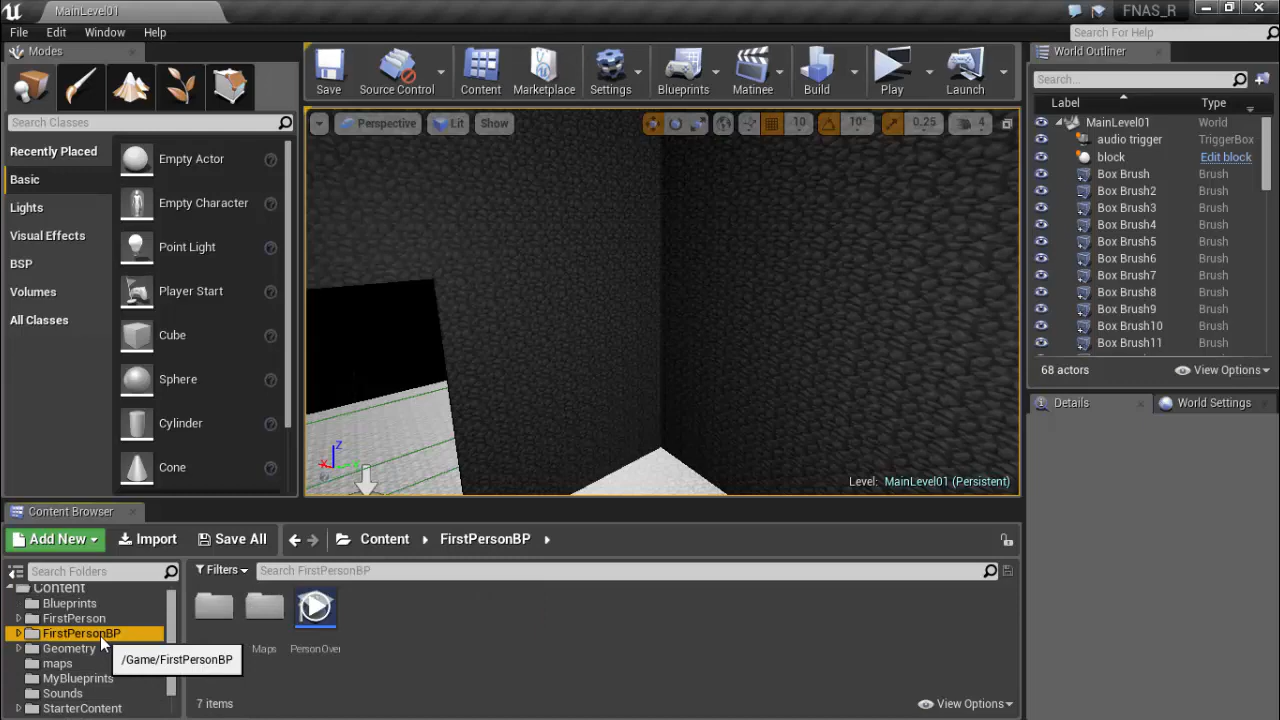 MainLevel01
FNAS_R
File Edit Window Help
Search For Help
Modes
Save
Source Control
Content
Marketplace
Settings
Blueprints
Matinee
Build
Play
Launch
World Outliner
Search...
Search Classes
Recently Placed
Basic
Lights
Visual Effects
BSP
Volumes
All Classes
Empty Actor
Empty Character
Point Light
Player Start
Cube
Sphere
Cylinder
Cone
Perspective
Lit
Show
10
10°
0.25
4
Z
Level: MainLevel01 (Persistent)
Label Type
MainLevel01 World
audio trigger TriggerBox
block Edit block
Box Brush Brush
Box Brush2 Brush
Box Brush3 Brush
Box Brush4 Brush
Box Brush5 Brush
Box Brush6 Brush
Box Brush7 Brush
Box Brush8 Brush
Box Brush9 Brush
Box Brush10 Brush
Box Brush11 Brush
68 actors
View Options
Details
World Settings
Content Browser
Add New
Import
Save All
Content
FirstPersonBP
Search Folders
Filters
Search FirstPersonBP
Content
Blueprints
FirstPerson
FirstPersonBP
Geometry
maps
MyBlueprints
Sounds
StarterContent
/Game/FirstPersonBP
Maps
PersonOver
7 items
View Options